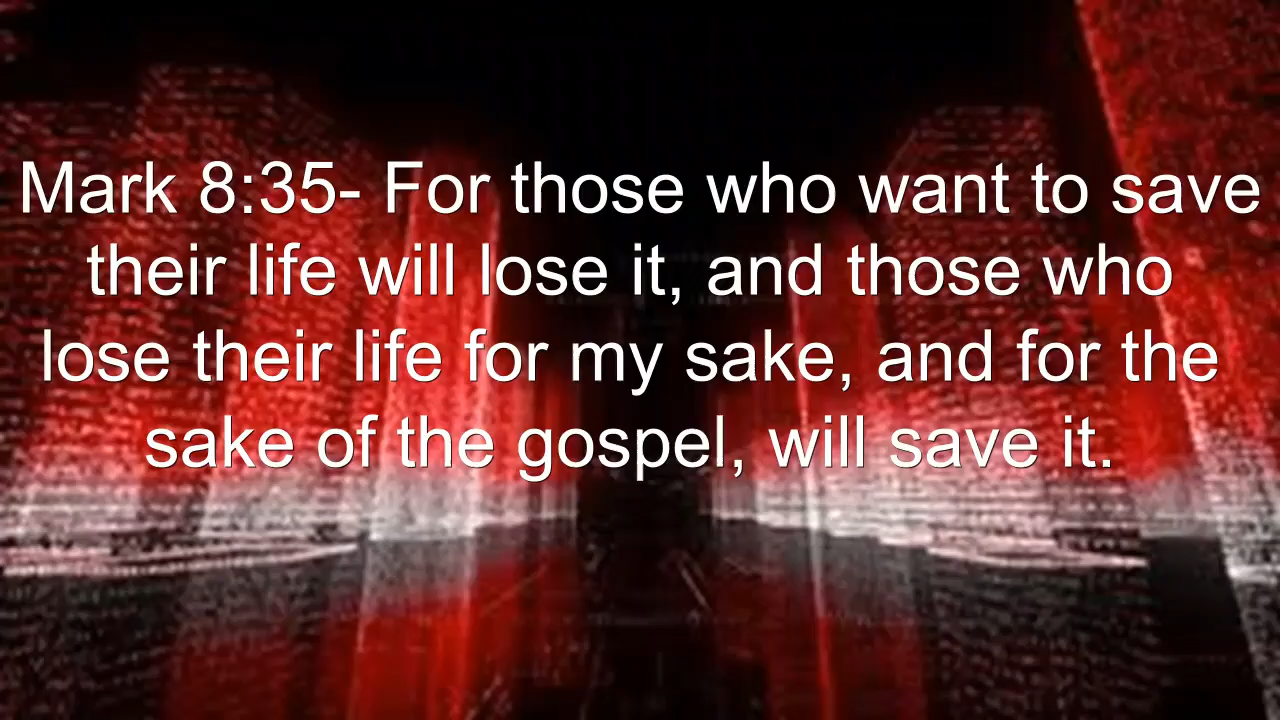 Mark 8:35- For those who want to save
their life will lose it, and those who
lose their life for my sake, and for the
sake of the gospel, will save it.